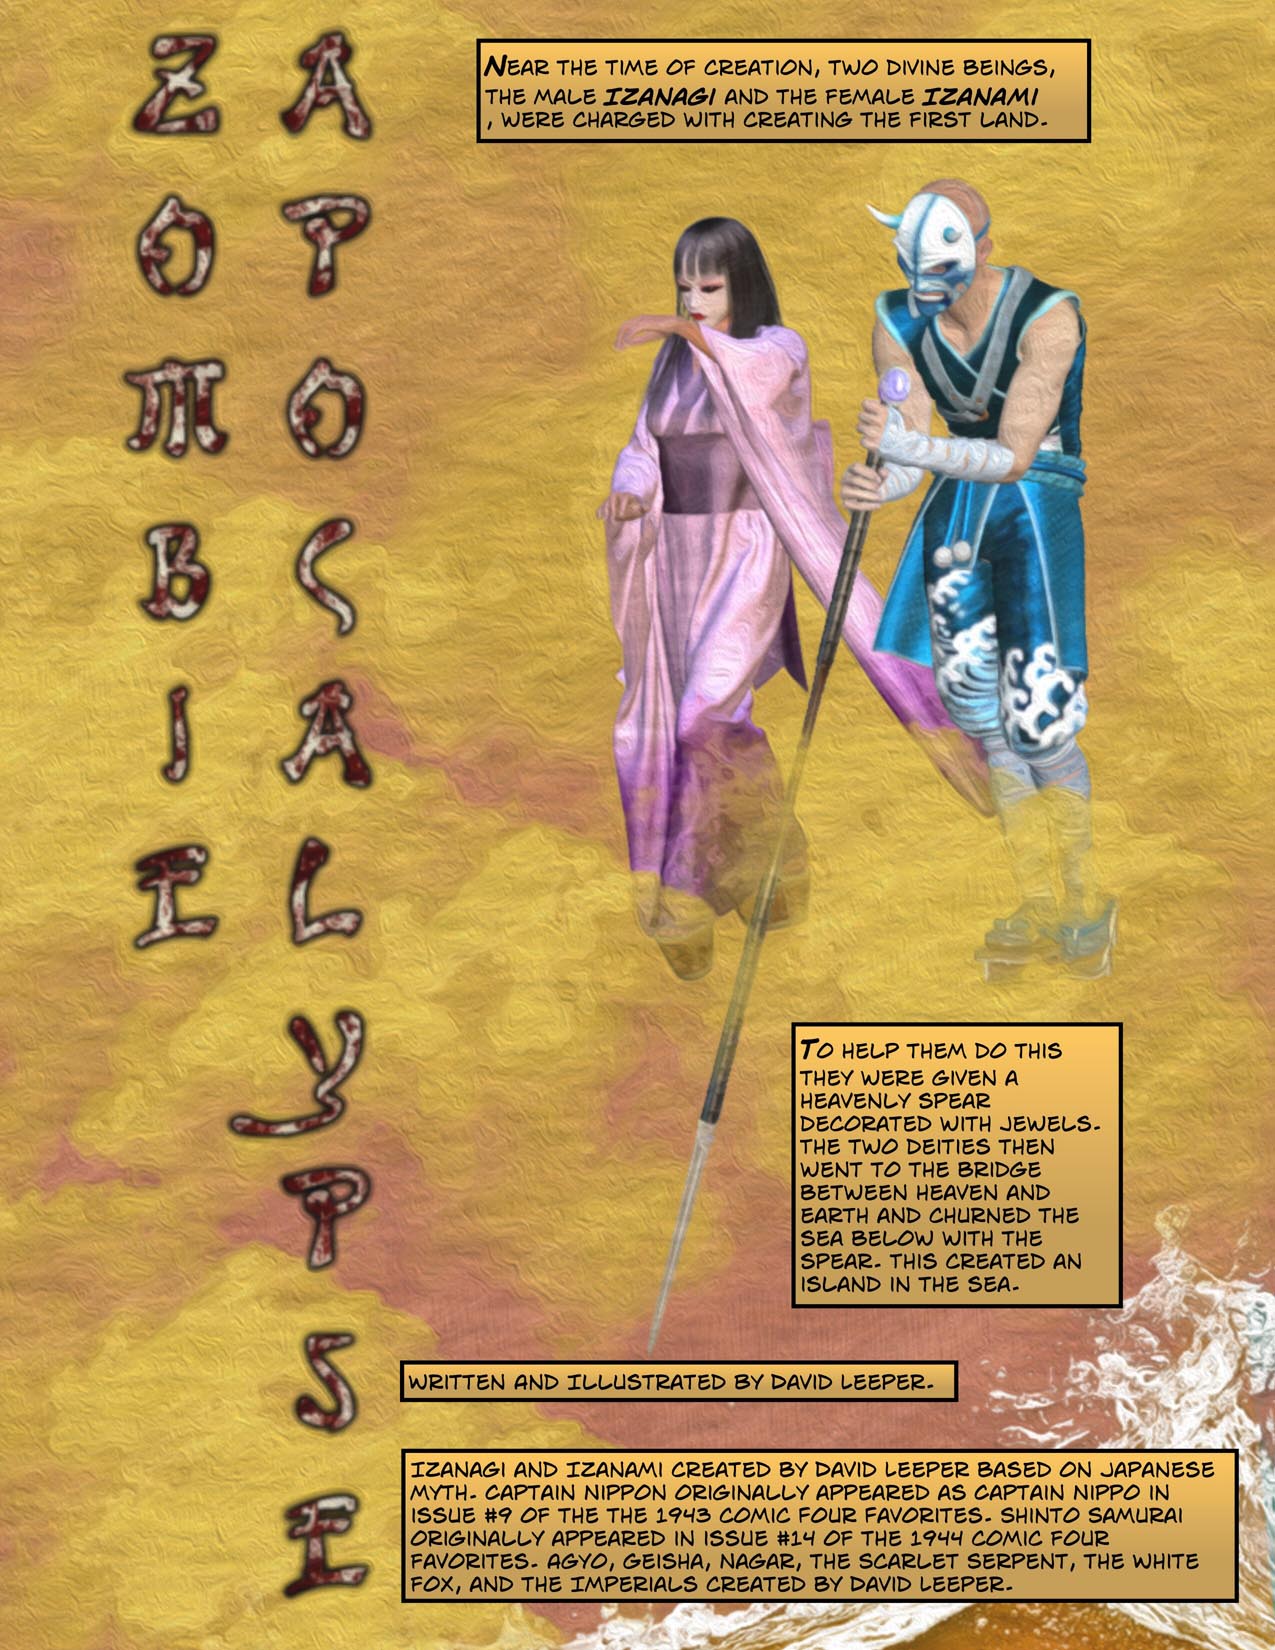 ZOMBIE
APOCALYPSE
NEAR THE TIME OF CREATION, TWO DIVINE BEINGS,
THE MALE IZANAGI AND THE FEMALE IZANAMI
, WERE CHARGED WITH CREATING THE FIRST LAND.
TO HELP THEM DO THIS
THEY WERE GIVEN A
HEAVENLY SPEAR
DECORATED WITH JEWELS.
THE TWO DEITIES THEN
WENT TO THE BRIDGE
BETWEEN HEAVEN AND
EARTH AND CHURNED THE
SEA BELOW WITH THE
SPEAR. THIS CREATED AN
ISLAND IN THE SEA.
WRITTEN AND ILLUSTRATED BY DAVID LEEPER.
IZANAGI AND IZANAMI CREATED BY DAVID LEEPER BASED ON JAPANESE
MYTH. CAPTAIN NIPPON ORIGINALLY APPEARED AS CAPTAIN NIPPO IN
ISSUE #9 OF THE THE 1943 COMIC FOUR FAVORITES. SHINTO SAMURAI
ORIGINALLY APPEARED IN ISSUE #14 OF THE 1944 COMIC FOUR
FAVORITES. AGYO, GEISHA, NAGAR, THE SCARLET SERPENT, THE WHITE
FOX, AND THE IMPERIALS CREATED BY DAVID LEEPER.